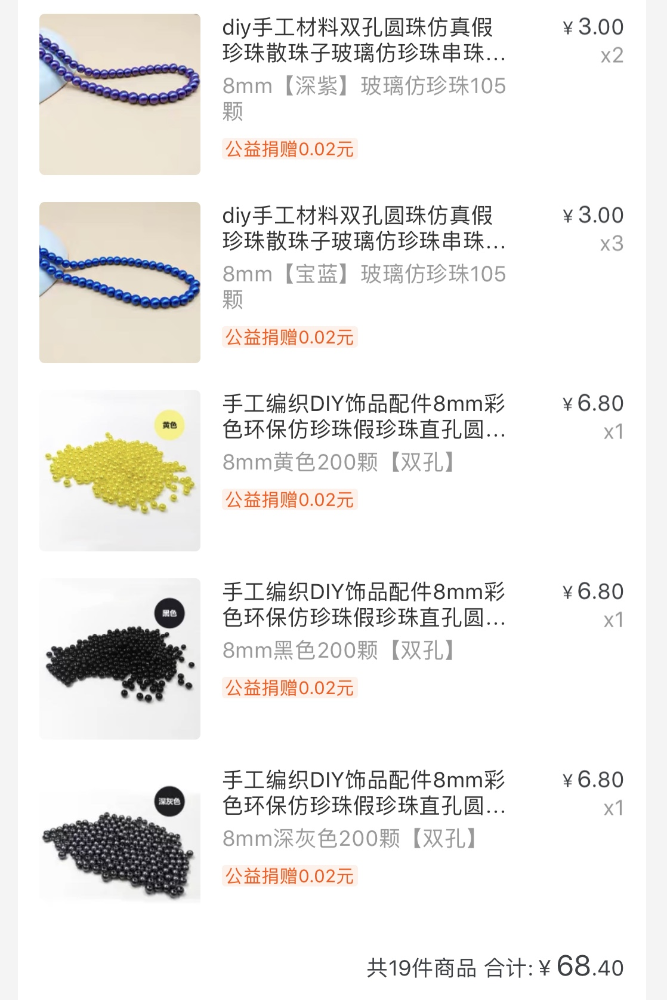 diy手工材料双孔圆珠仿真假
¥3.00
珍珠散珠子玻璃仿珍珠串珠...
x2
8mm【深紫】玻璃仿珍珠105
颗
公益捐赠0.02元
diy手工材料双孔圆珠仿真假
¥3.00
珍珠散珠子玻璃仿珍珠串珠...
x3
8mm【宝蓝】玻璃仿珍珠105
颗
公益捐赠0.02元
黄色
手工编织DIY饰品配件8mm彩
¥6.80
色环保仿珍珠假珍珠直孔圆...
x1
8mm黄色200颗【双孔】
公益捐赠0.02元
黑色
手工编织DIY饰品配件8mm彩
¥6.80
色环保仿珍珠假珍珠直孔圆...
x1
8mm黑色200颗【双孔】
公益捐赠0.02元
深灰色
手工编织DIY饰品配件8mm彩
¥6.80
色环保仿珍珠假珍珠直孔圆...
x1
8mm深灰色200颗【双孔】
公益捐赠0.02元
共19件商品 合计:¥68.40